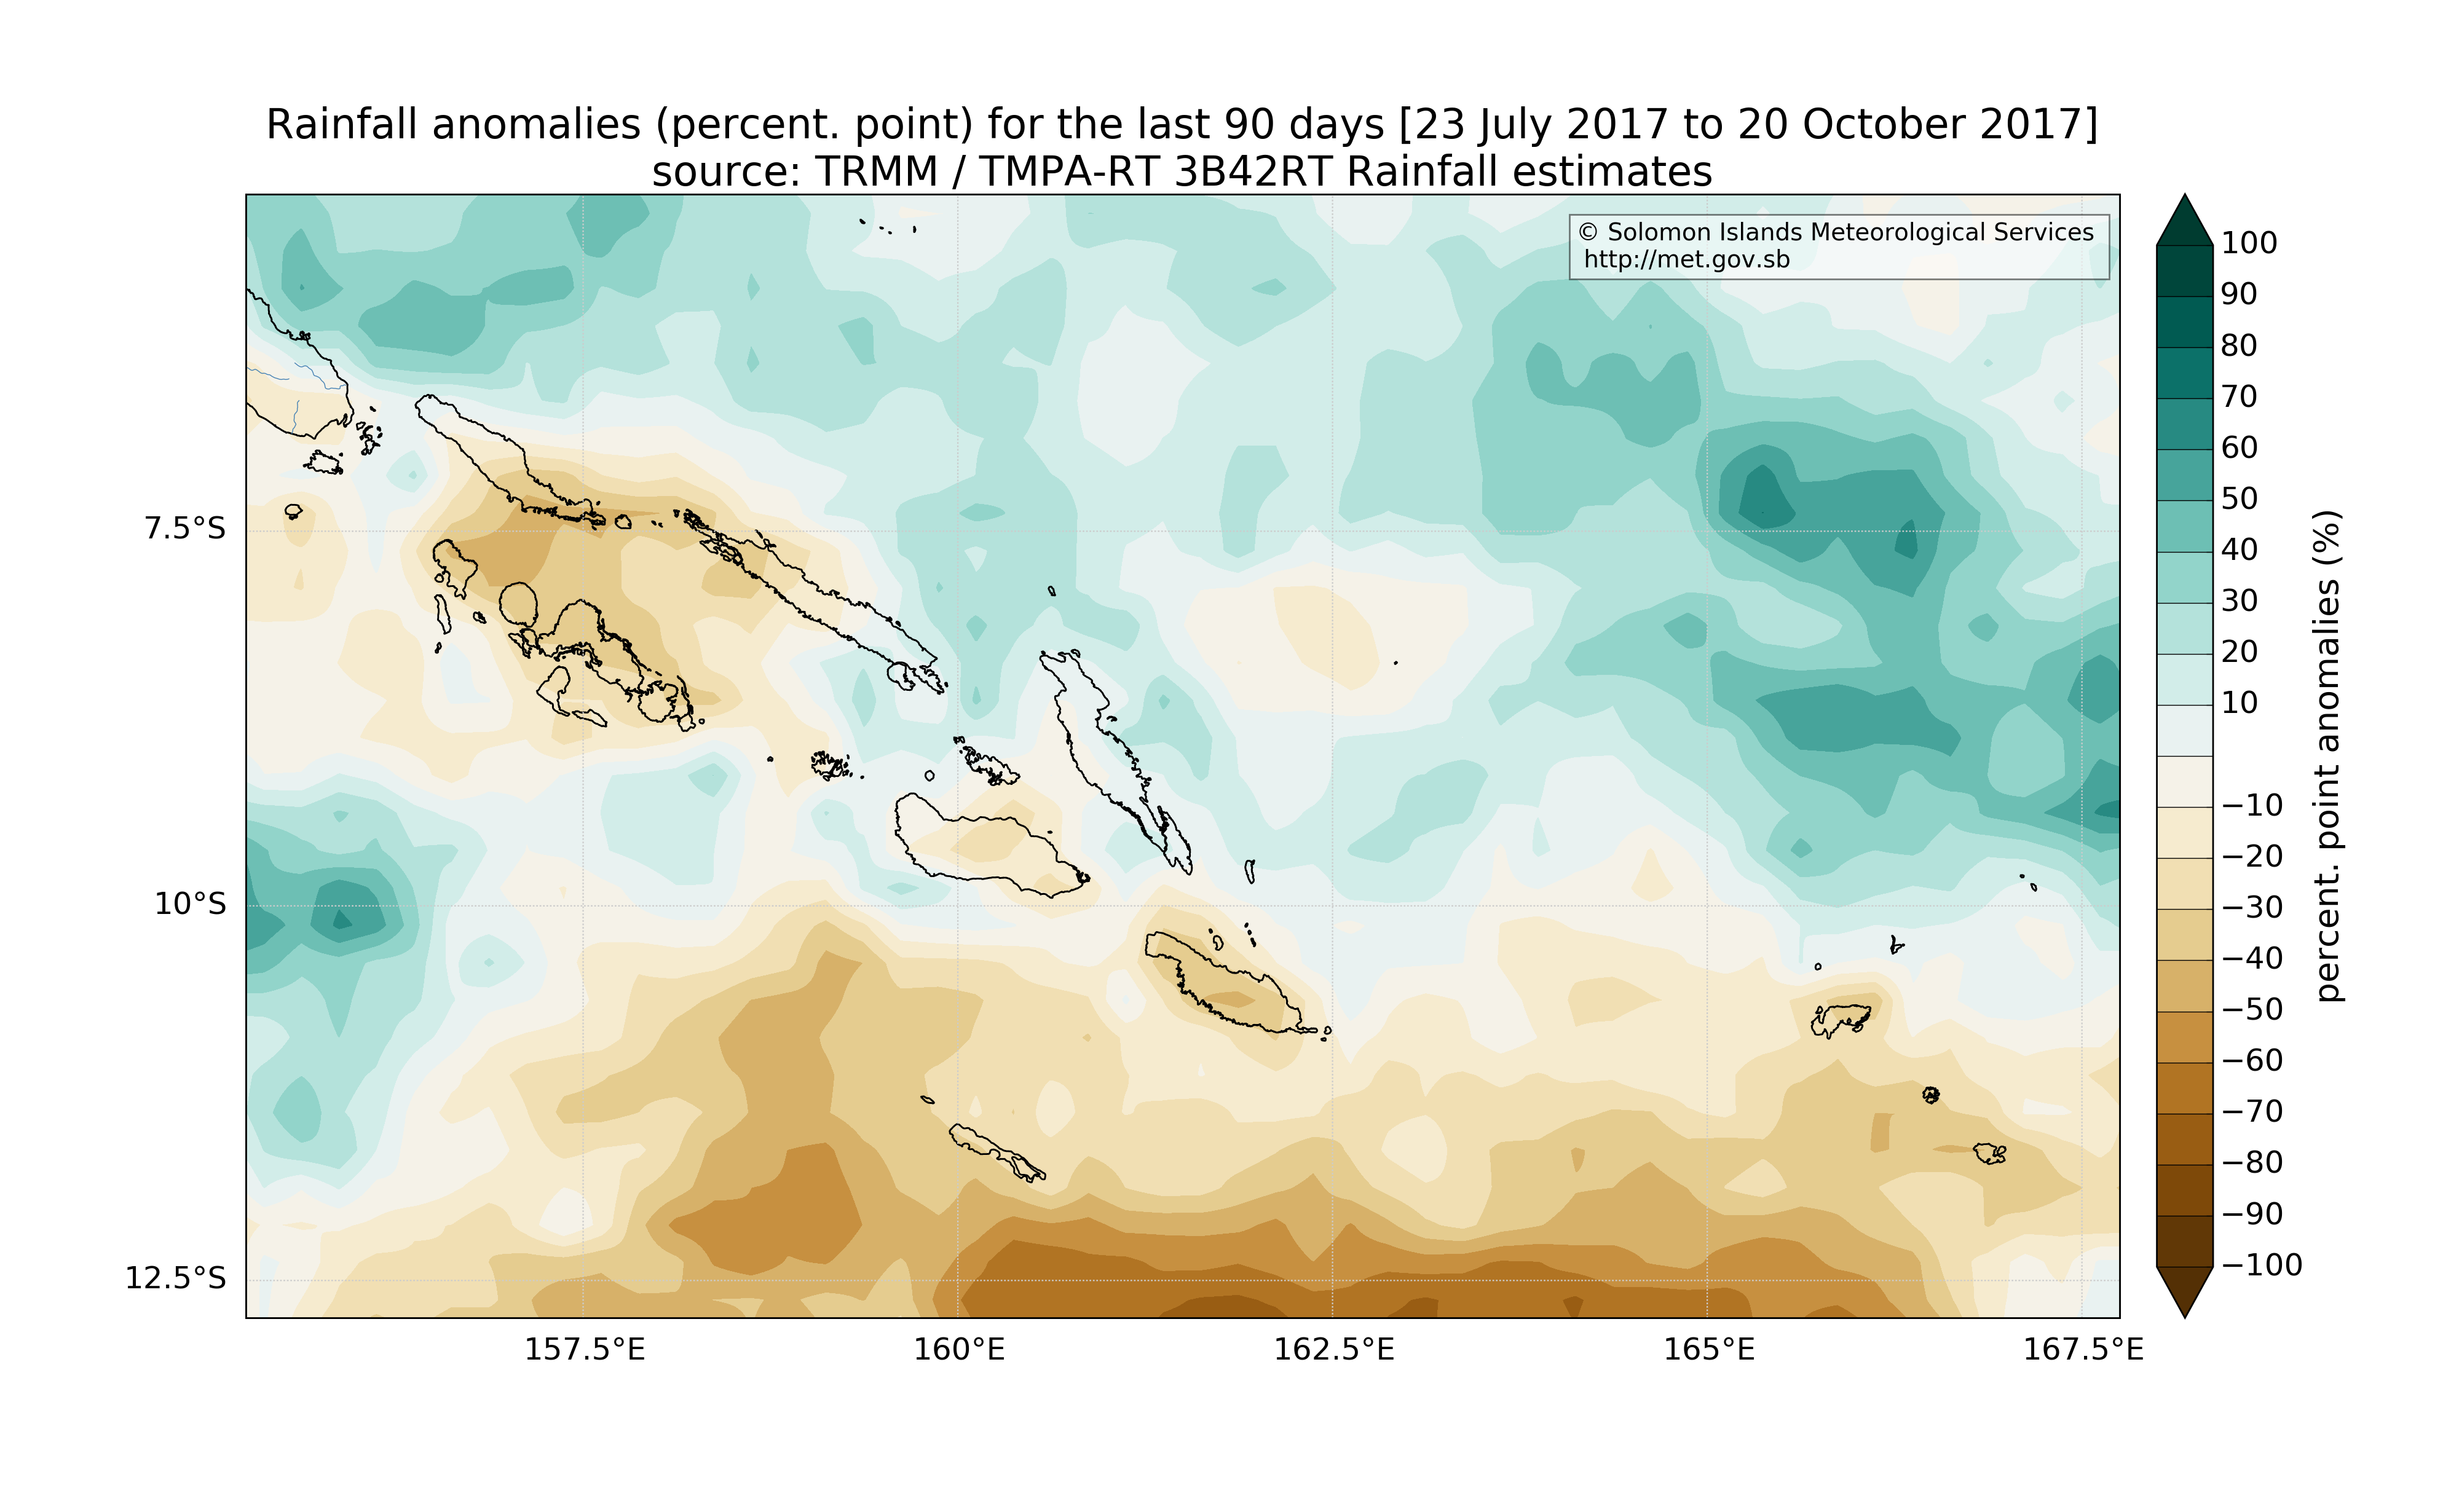 Rainfall anomalies (percent. point) for the last 90 days [23 July 2017 to 20 October 2017]
source: TRMM / TMPA-RT 3B42RT Rainfall estimates
© Solomon Islands Meteorological Services
http://met.gov.sb
7.5°S
10°S
12.5°S
157.5°E
160°E
162.5°E
165°E
167.5°E
100
90
80
70
60
50
40
30
20
10
−10
−20
−30
−40
−50
−60
−70
−80
−90
−100
percent. point anomalies (%)